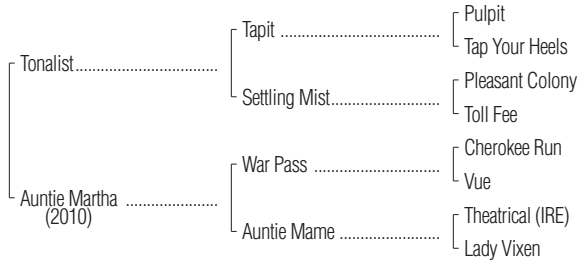 Pulpit
Tapit ................................
Tap Your Heels
Tonalist............................
Pleasant Colony
Settling Mist......................
Toll Fee
Cherokee Run
War Pass .........................
Vue
Auntie Martha ..................
(2010)
Theatrical (IRE)
Auntie Mame ....................
Lady Vixen